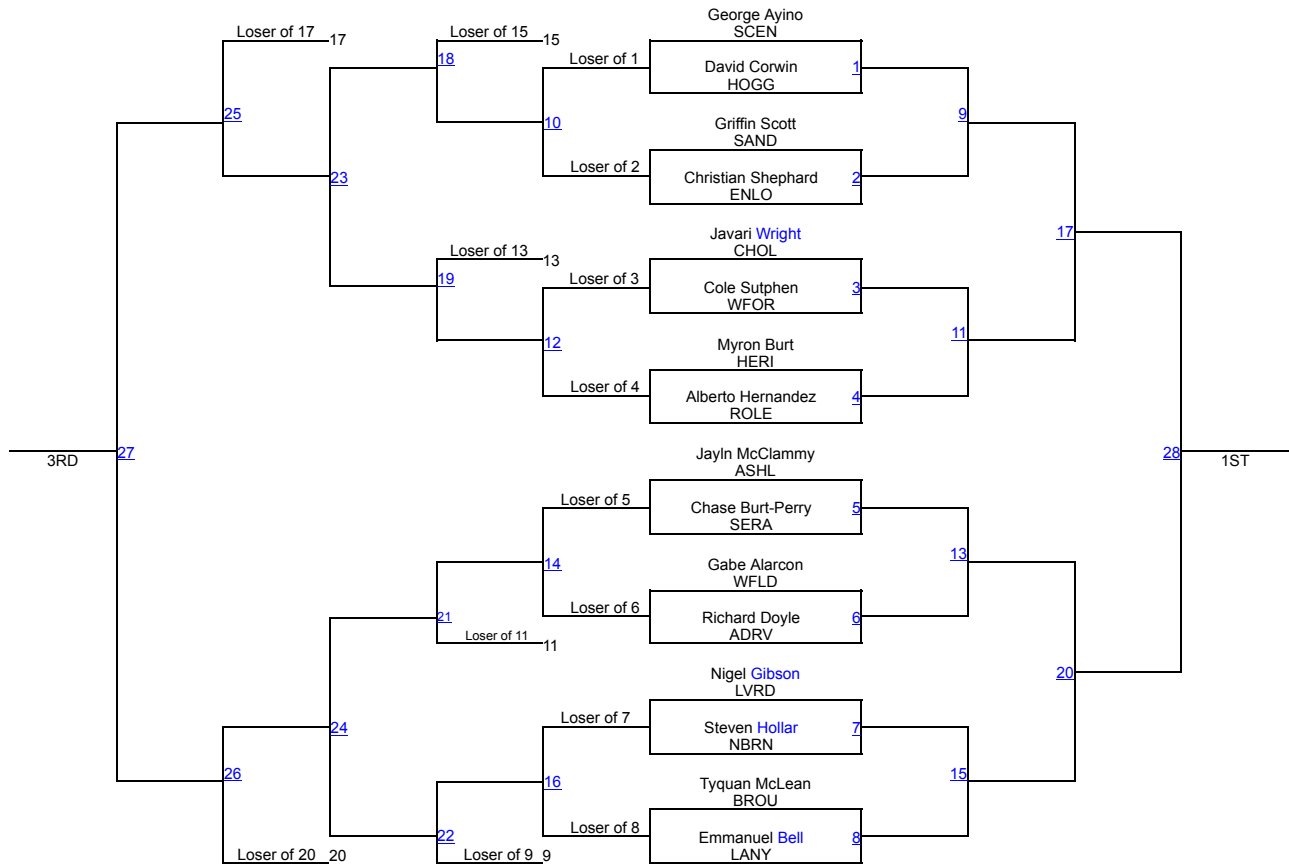 George Ayino
SCEN
Loser of 17 17
Loser of 15 15
18
Loser of 1
David Corwin 1
HOGG
25
10
9
Griffin Scott
SAND
Loser of 2
23
Christian Shephard 2
ENLO
Javari Wright
CHOL
17
Loser of 13 13
19
Loser of 3
Cole Sutphen 3
WFOR
12
11
Myron Burt
HERI
Loser of 4
Alberto Hernandez 4
ROLE
3RD
27
Jayln McClammy
ASHL
28
1ST
Loser of 5
Chase Burt-Perry 5
SERA
14
13
Gabe Alarcon
WFLD
Loser of 6
21
Richard Doyle 6
ADRV
Loser of 11 11
Nigel Gibson
LVRD
20
Loser of 7
24
Steven Hollar 7
NBRN
26
16
15
Tyquan McLean
BROU
Loser of 8
22
Emmanuel Bell 8
LANY
Loser of 20 20
Loser of 9 9